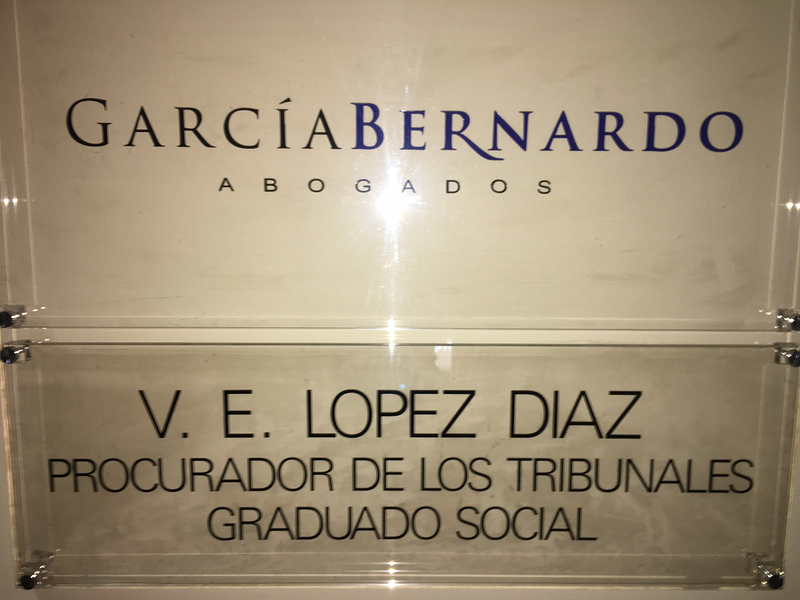 GARCÍABERNARDO
ABOGADOS
V. E. LOPEZ DIAZ
PROCURADOR DE LOS TRIBUNALES
GRADUADO SOCIAL